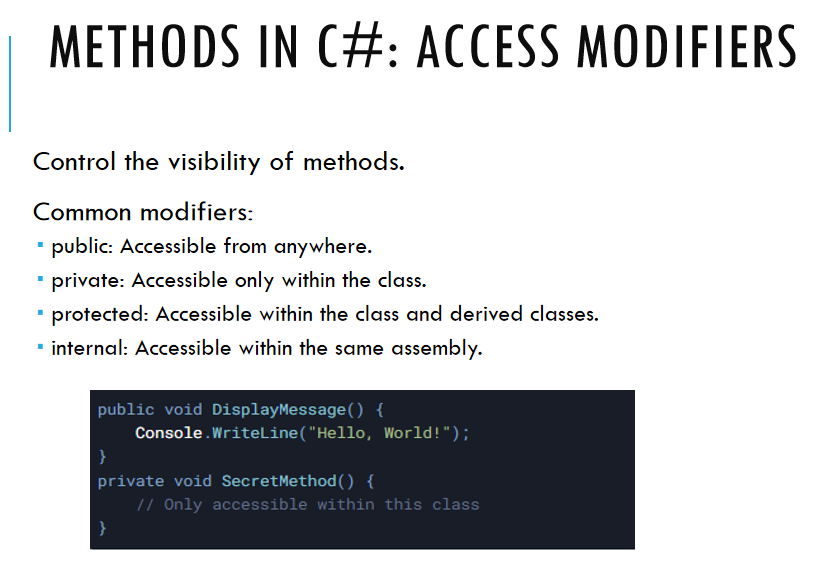 METHODS IN C#: ACCESS MODIFIERS
Control the visibility of methods.
Common modifiers:
▪ public: Accessible from anywhere.
▪ private: Accessible only within the class.
▪ protected: Accessible within the class and derived classes.
▪ internal: Accessible within the same assembly.
public void DisplayMessage() {
    Console.WriteLine("Hello, World!");
}
private void SecretMethod() {
    // Only accessible within this class
}